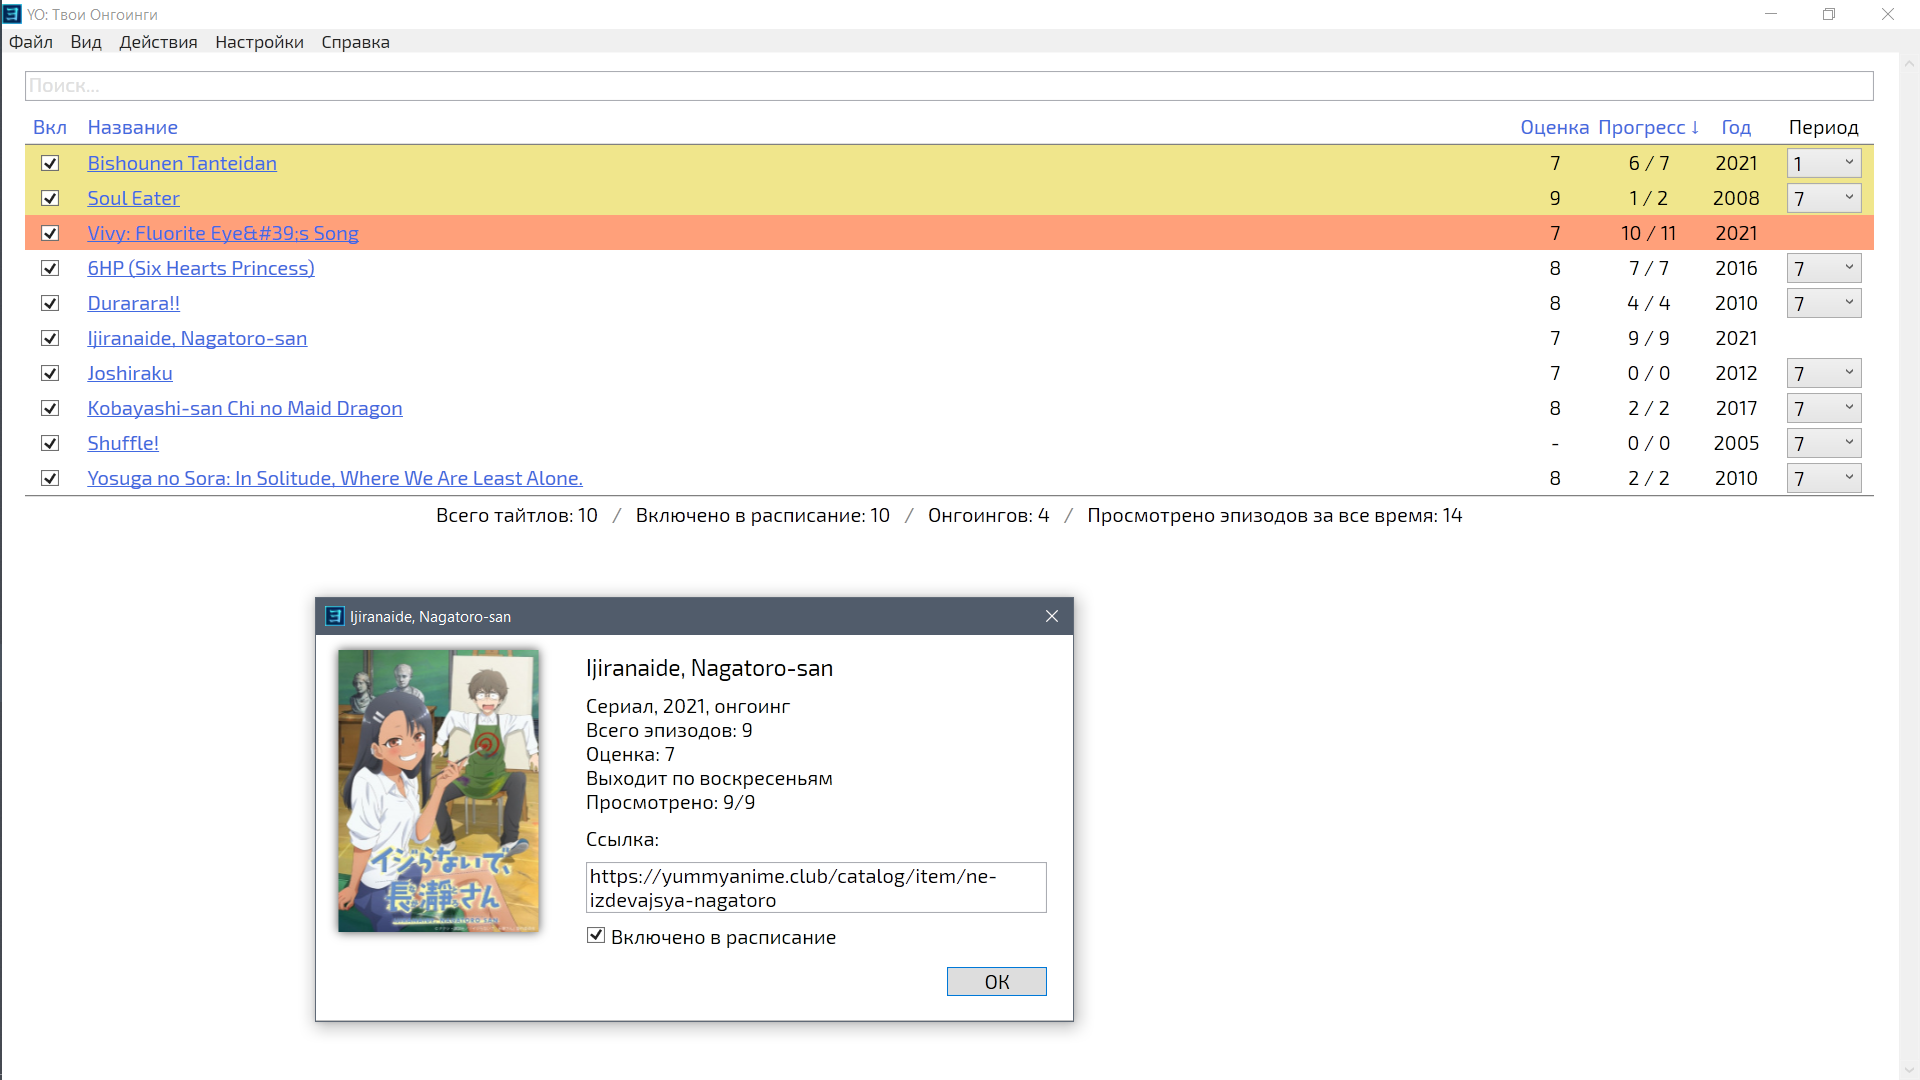 YO: Твои Онгоинги
Файл Вид Действия Настройки Справка
Поиск...
Вкл Название Оценка Прогресс ↓ Год Период
Bishounen Tanteidan 7 6 / 7 2021 1
Soul Eater 9 1 / 2 2008 7
Vivy: Fluorite Eye&#39;s Song 7 10 / 11 2021
6HP (Six Hearts Princess) 8 7 / 7 2016 7
Durarara!! 8 4 / 4 2010 7
Ijiranaide, Nagatoro-san 7 9 / 9 2021
Joshiraku 7 0 / 0 2012 7
Kobayashi-san Chi no Maid Dragon 8 2 / 2 2017 7
Shuffle! - 0 / 0 2005 7
Yosuga no Sora: In Solitude, Where We Are Least Alone. 8 2 / 2 2010 7
Всего тайтлов: 10 / Включено в расписание: 10 / Онгоингов: 4 / Просмотрено эпизодов за все время: 14
Ijiranaide, Nagatoro-san
イジらないで、
長瀞さん
Ijiranaide, Nagatoro-san
Сериал, 2021, онгоинг
Всего эпизодов: 9
Оценка: 7
Выходит по воскресеньям
Просмотрено: 9/9
Ссылка:
https://yummyanime.club/catalog/item/ne-
izdevajsya-nagatoro
Включено в расписание
ОК